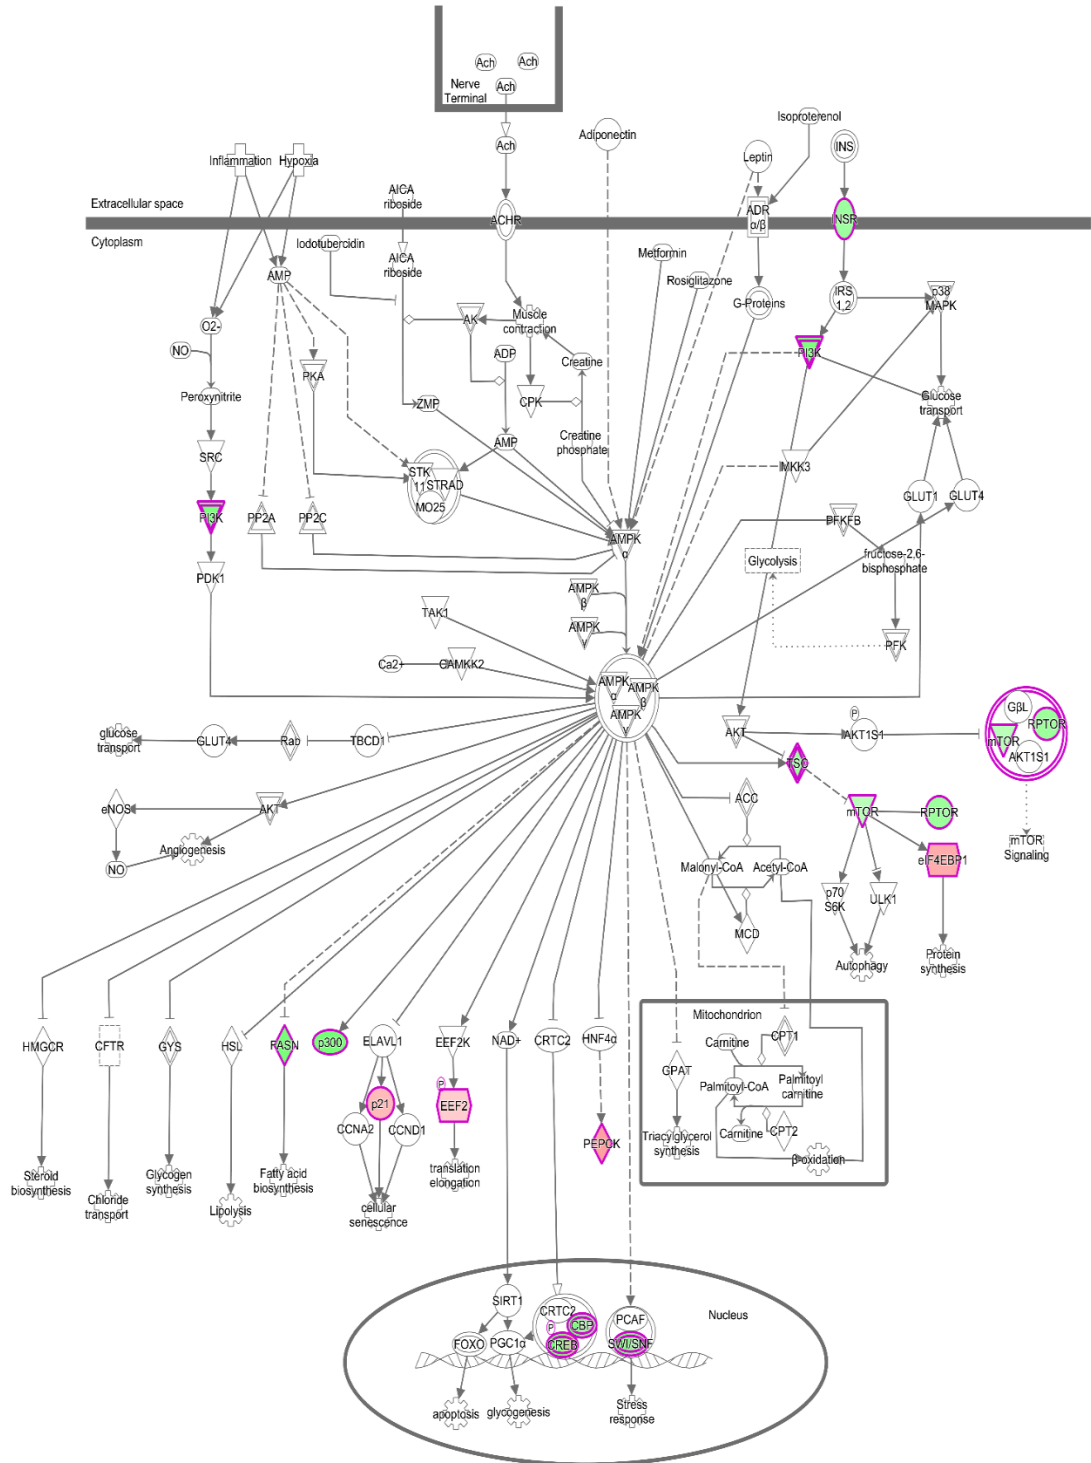 Ach
Ach
Ach
Nerve
Terminal
Ach
Adiponectin
Isoproterenol
Leptin
INS
Inflammation
Hypoxia
AICA
riboside
Extracellular space
Cytoplasm
ACHR
ADR
α/β
INSR
Iodotubercidin
AICA
riboside
Metformin
Rosiglitazone
AMP
G-Proteins
IRS
1,2
p38
MAPK
O2-
NO
AK
Muscle
contraction
ADP
Creatine
PI3K
PKA
Peroxynitrite
ZMP
CPK
Glucose
transport
AMP
Creatine
phosphate
SRC
STK
11
STRAD
MO25
MKK3
GLUT1
GLUT4
PI3K
PP2A
PP2C
AMPK
α
PFKFB
fructose-2,6-
bisphosphate
Glycolysis
PDK1
AMPK
β
TAK1
AMPK
γ
PFK
Ca2+
CAMKK2
AMPK
α
AMPK
β
AMPK
γ
GβL
RPTOR
mTOR
AKT1S1
P
AKT1S1
AKT
glucose
transport
GLUT4
Rab
TBCD1
TSC
ACC
mTOR
RPTOR
mTOR
Signaling
eNOS
AKT
Angiogenesis
NO
Malonyl-CoA
Acetyl-CoA
eIF4EBP1
p70
S6K
ULK1
MCD
Autophagy
Protein
synthesis
HMGCR
CFTR
GYS
HSL
FASN
p300
ELAVL1
EEF2K
NAD+
CRTC2
HNF4α
Mitochondrion
Carnitine
CPT1
GPAT
Palmitoyl-CoA
Palmitoyl
carnitine
P
EEF2
p21
CCNA2
CCND1
PEPCK
Carnitine
CPT2
β-oxidation
Triacylglycerol
synthesis
Steroid
biosynthesis
Glycogen
synthesis
Fatty acid
biosynthesis
translation
elongation
Chloride
transport
Lipolysis
cellular
senescence
SIRT1
CRTC2
P
CBP
CREB
PCAF
SWI/SNF
Nucleus
FOXO
PGC1α
apoptosis
glycogenesis
Stress
response